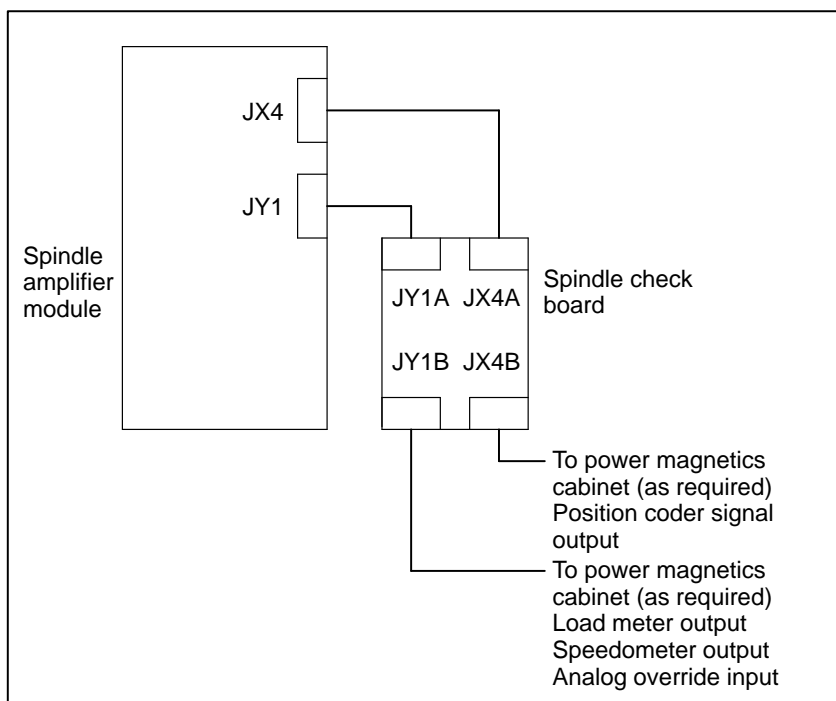 JX4
JY1
Spindle
amplifier
module
JY1A JX4A
Spindle check
board
JY1B JX4B
To power magnetics
cabinet (as required)
Position coder signal
output
To power magnetics
cabinet (as required)
Load meter output
Speedometer output
Analog override input